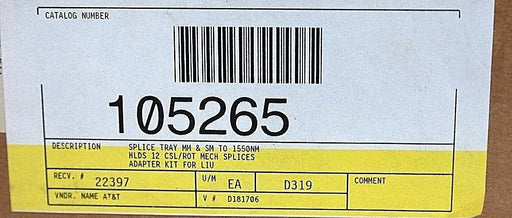 CATALOG NUMBER
105265
DESCRIPTION SPLICE TRAY MM & SM TO 1550NM
HLDS 12 CSL/ROT MECH SPLICES
ADAPTER KIT FOR LIU
RECV. # 22397 U/M EA D319 COMMENT
VNDR. NAME AT&T V # D181706